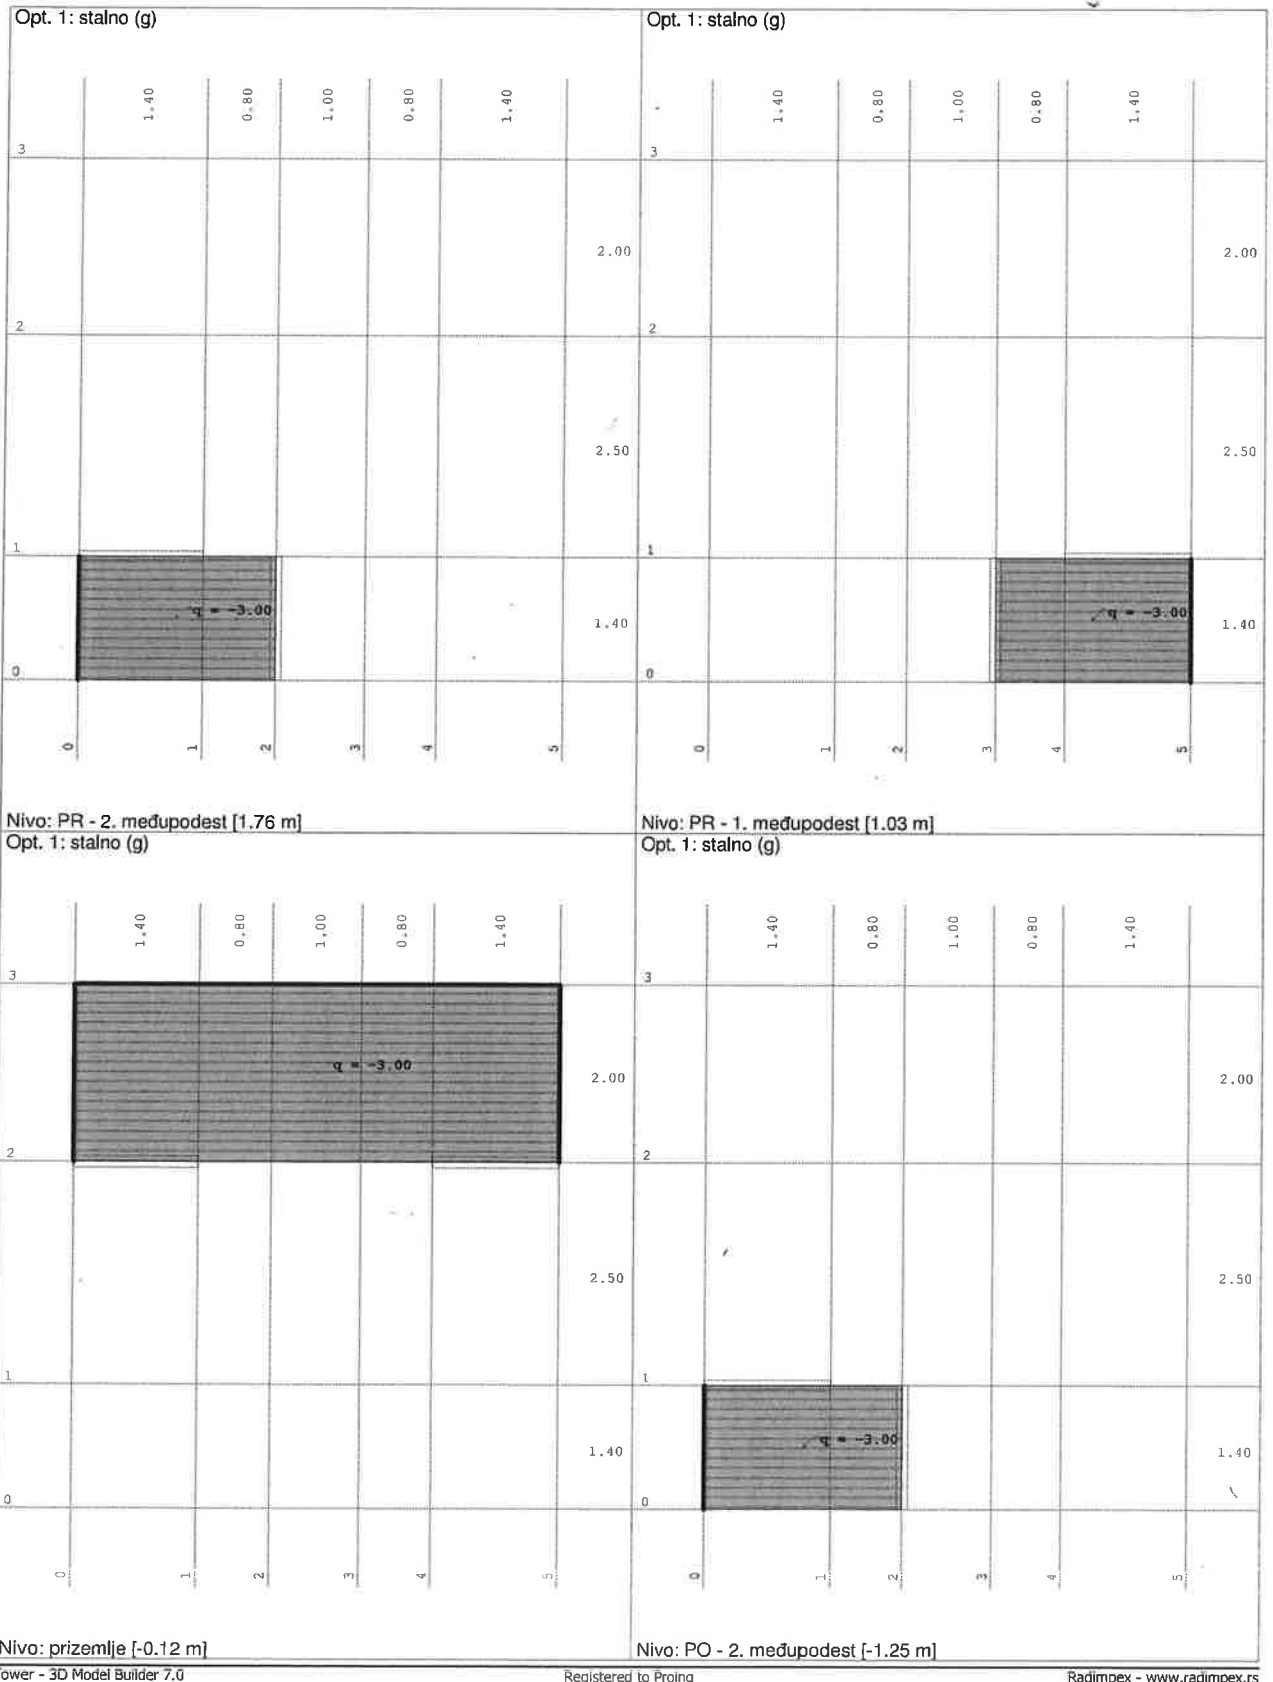 Opt. 1: stalno (g)
1.40 0.80 1.00 0.80 1.40
3
2.00
2
2.50
1
q = -3.00
1.40
0
0 1 2 3 4 5
Nivo: PR - 2. međupodest [1.76 m]
Opt. 1: stalno (g)
1.40 0.80 1.00 0.80 1.40
3
2.00
2
2.50
1
q = -3.00
1.40
0
0 1 2 3 4 5
Nivo: PR - 1. međupodest [1.03 m]
Opt. 1: stalno (g)
1.40 0.80 1.00 0.80 1.40
3
q = -3.00
2.00
2
2.50
1
1.40
0
0 1 2 3 4 5
Nivo: prizemlje [-0.12 m]
Opt. 1: stalno (g)
1.40 0.80 1.00 0.80 1.40
3
2.00
2
2.50
1
q = -3.00
1.40
0
0 1 2 3 4 5
Nivo: PO - 2. međupodest [-1.25 m]
ower - 3D Model Builder 7.0
Registered to Proing
Radimpex - www.radimpex.rs